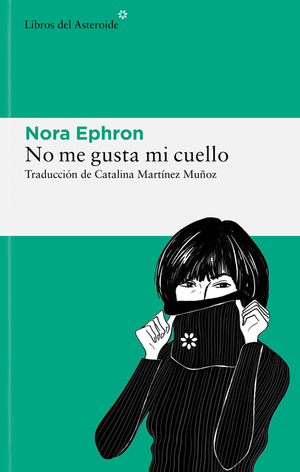 Libros del Asteroide
Nora Ephron
No me gusta mi cuello
Traducción de Catalina Martínez Muñoz